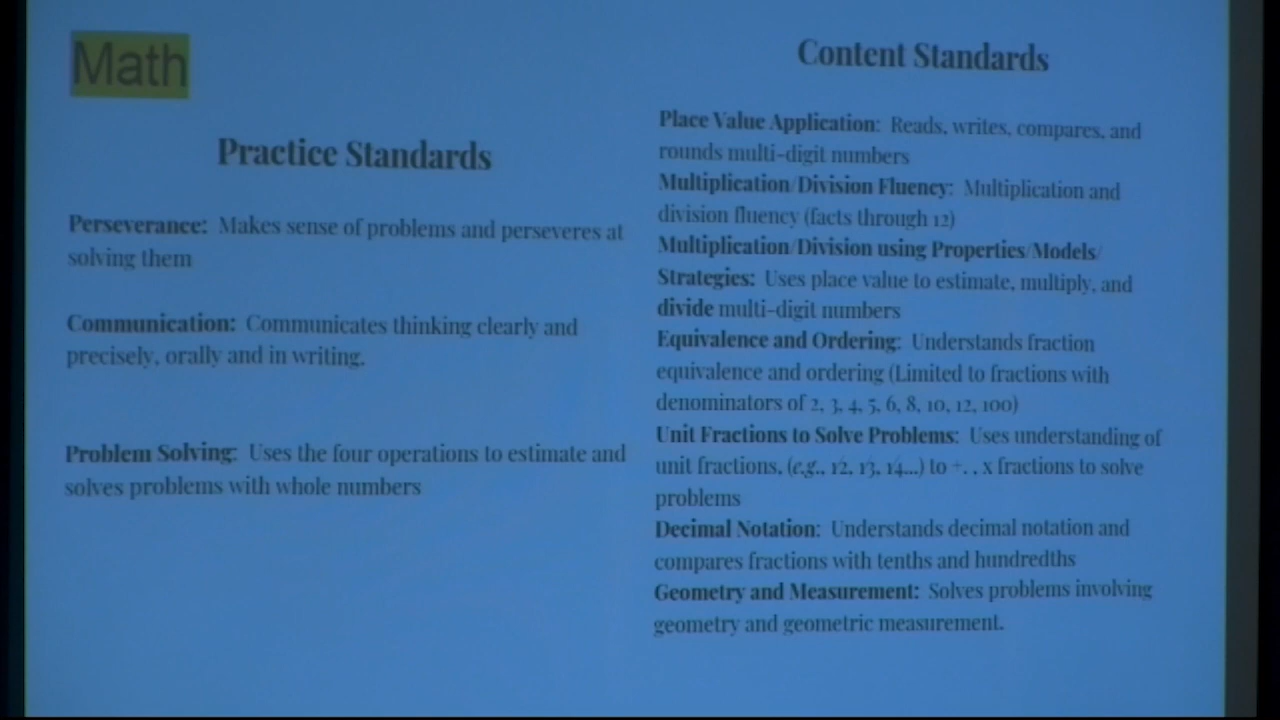 Math
Practice Standards
Perseverance: Makes sense of problems and perseveres at
solving them
Communication: Communicates thinking clearly and
precisely, orally and in writing.
Problem Solving: Uses the four operations to estimate and
solves problems with whole numbers
Content Standards
Place Value Application: Reads, writes, compares, and
rounds multi-digit numbers
Multiplication/Division Fluency: Multiplication and
division fluency (facts through 12)
Multiplication/Division using Properties/Models/
Strategies: Uses place value to estimate, multiply, and
divide multi-digit numbers
Equivalence and Ordering: Understands fraction
equivalence and ordering (Limited to fractions with
denominators of 2, 3, 4, 5, 6, 8, 10, 12, 100)
Unit Fractions to Solve Problems: Uses understanding of
unit fractions, (e.g., 12, 13, 14...) to +. , x fractions to solve
problems
Decimal Notation: Understands decimal notation and
compares fractions with tenths and hundredths
Geometry and Measurement: Solves problems involving
geometry and geometric measurement.